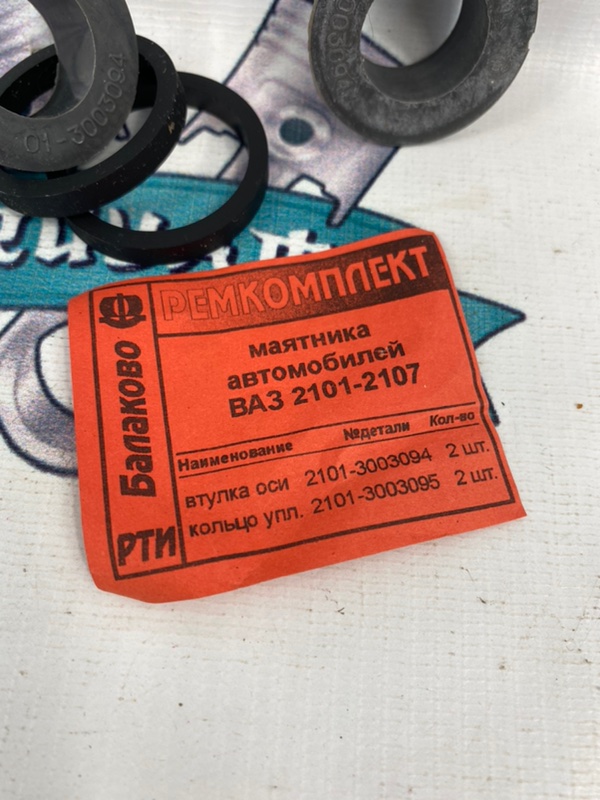 01-3003094
003094
РЕМКОМПЛЕКТ
маятника
автомобилей
ВАЗ 2101-2107
Балаково
РТИ
Наименование №детали Кол-во
втулка оси 2101-3003094 2 шт.
кольцо упл. 2101-3003095 2 шт.